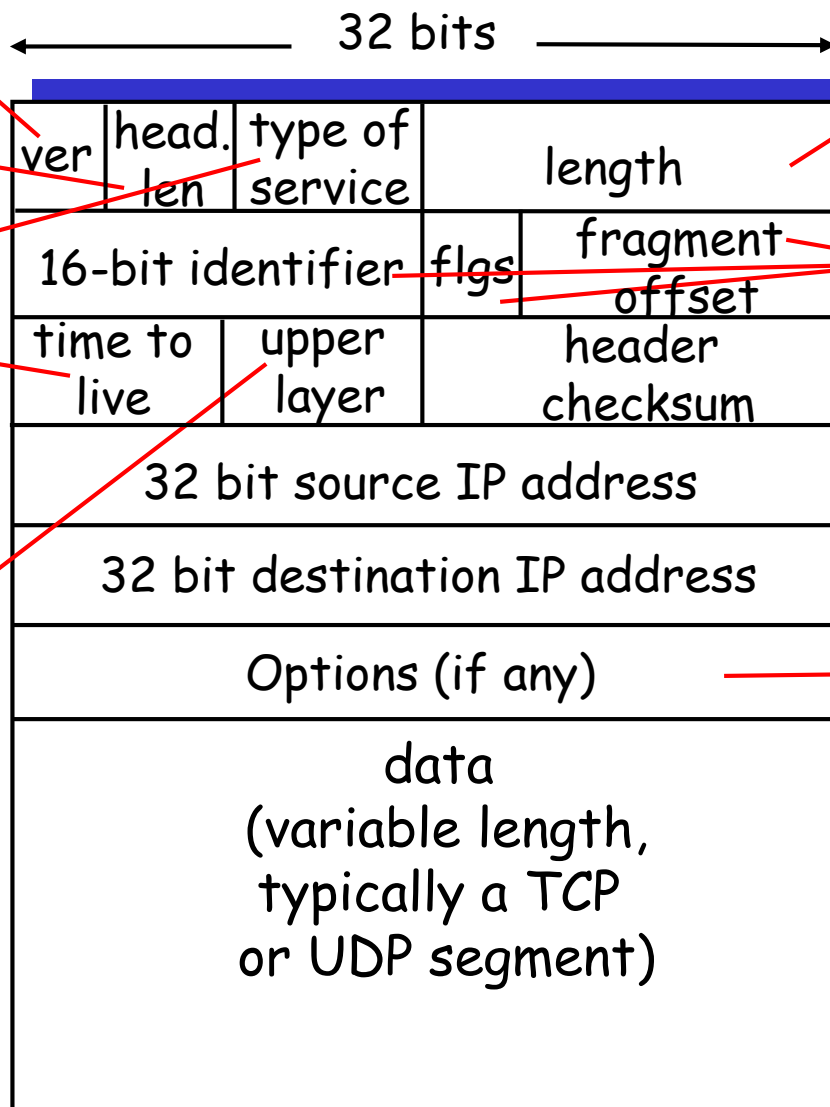 32 bits
ver
head.
len
type of
service
length
16-bit identifier
flgs
fragment
offset
time to
live
upper
layer
header
checksum
32 bit source IP address
32 bit destination IP address
Options (if any)
data
(variable length,
typically a TCP
or UDP segment)